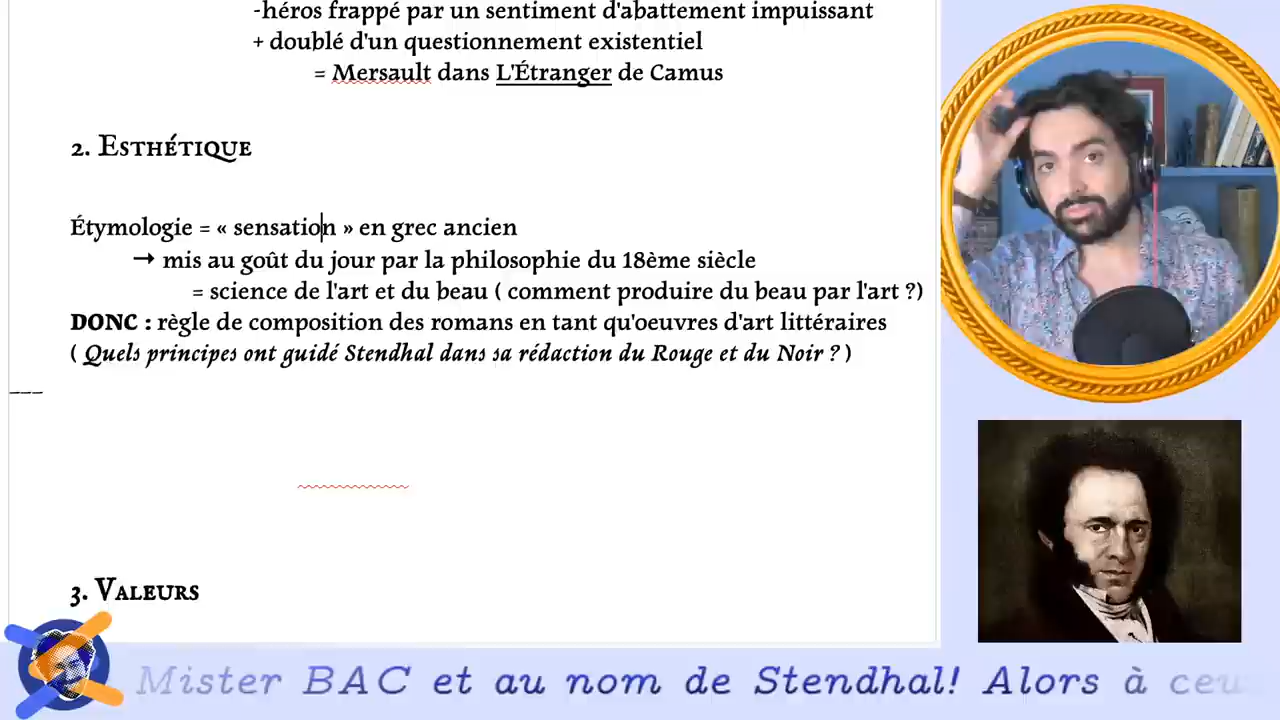 -héros frappé par un sentiment d'abattement impuissant
+ doublé d'un questionnement existentiel
= Mersault dans L'Étranger de Camus
2. Esthétique
Étymologie = « sensation » en grec ancien
→ mis au goût du jour par la philosophie du 18ème siècle
= science de l'art et du beau ( comment produire du beau par l'art ?)
DONC : règle de composition des romans en tant qu'oeuvres d'art littéraires
( Quels principes ont guidé Stendhal dans sa rédaction du Rouge et du Noir ? )
3. Valeurs
Mister BAC et au nom de Stendhal! Alors à